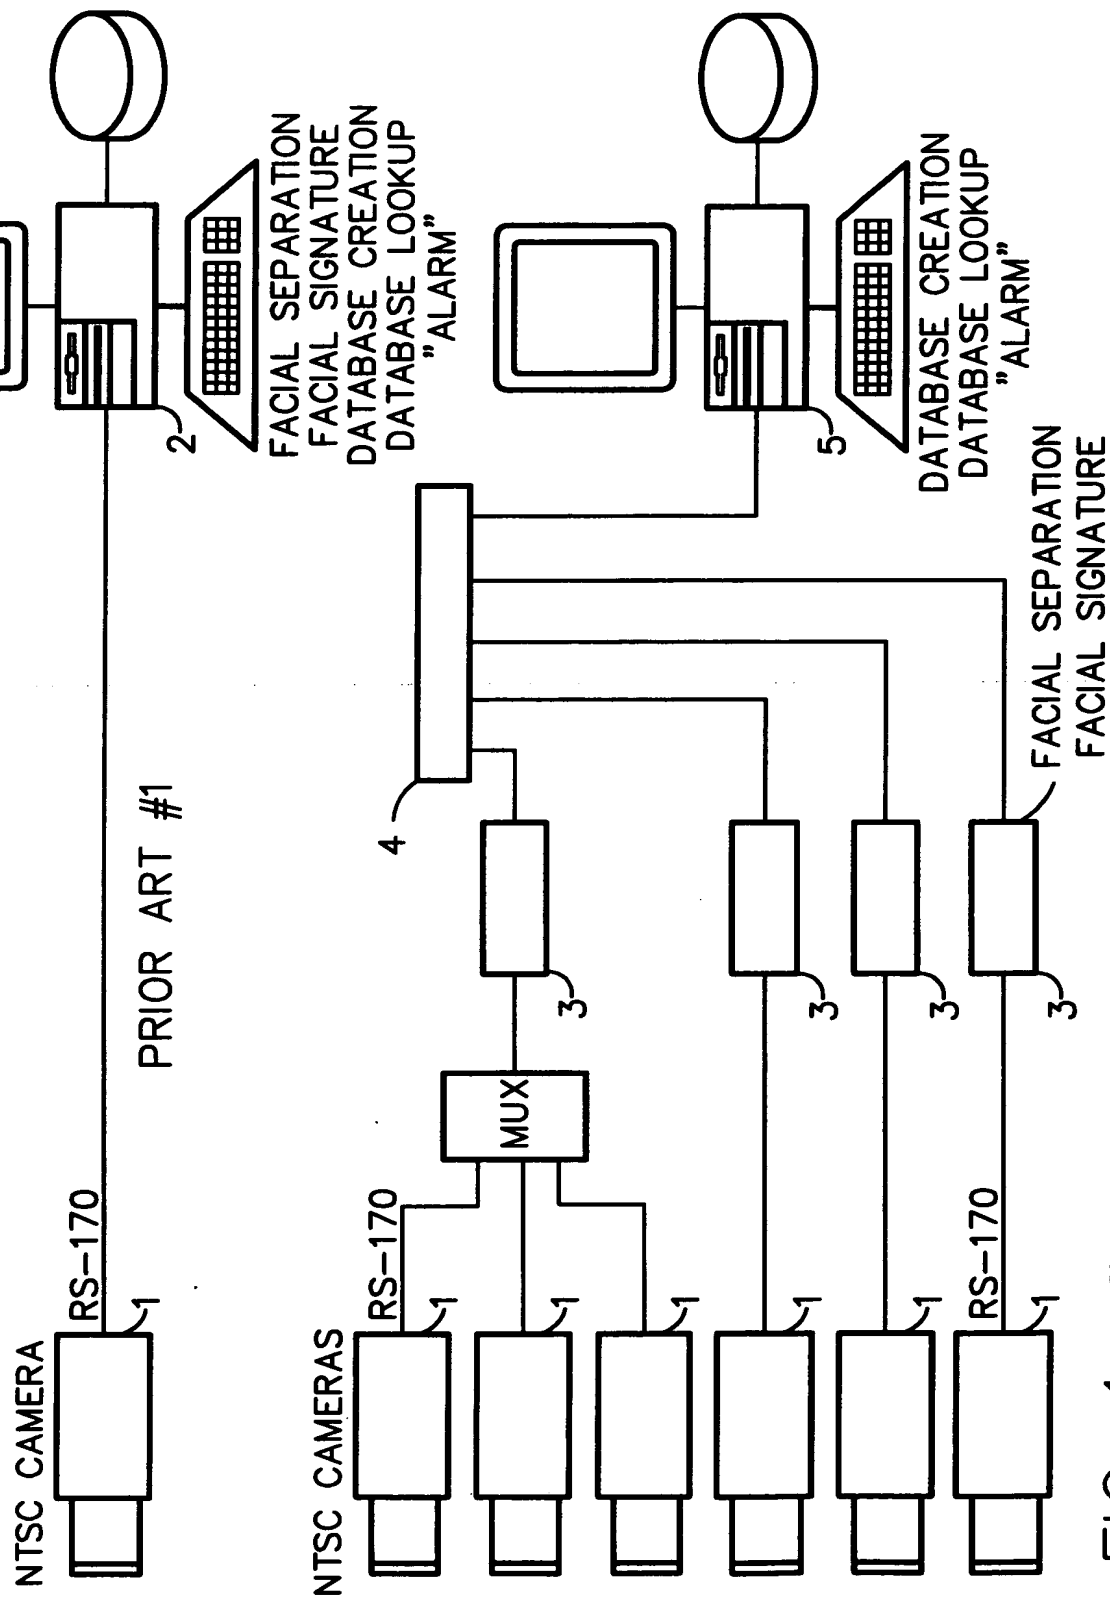 NTSC CAMERA
RS-170
1
2
FACIAL SEPARATION
FACIAL SIGNATURE
DATABASE CREATION
DATABASE LOOKUP
"ALARM"
PRIOR ART #1
NTSC CAMERAS
RS-170
1
1
1
1
1
RS-170
1
MUX
3
3
3
3
4
5
DATABASE CREATION
DATABASE LOOKUP
"ALARM"
FACIAL SEPARATION
FACIAL SIGNATURE